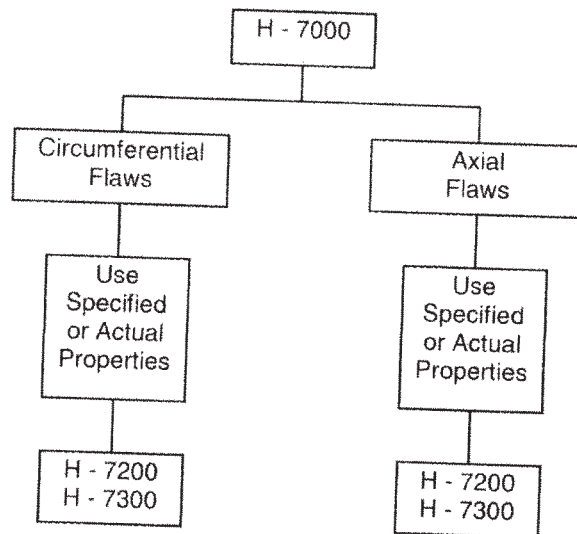 H - 7000
Circumferential
Flaws
Axial
Flaws
Use
Specified
or Actual
Properties
Use
Specified
or Actual
Properties
H - 7200
H - 7300
H - 7200
H - 7300